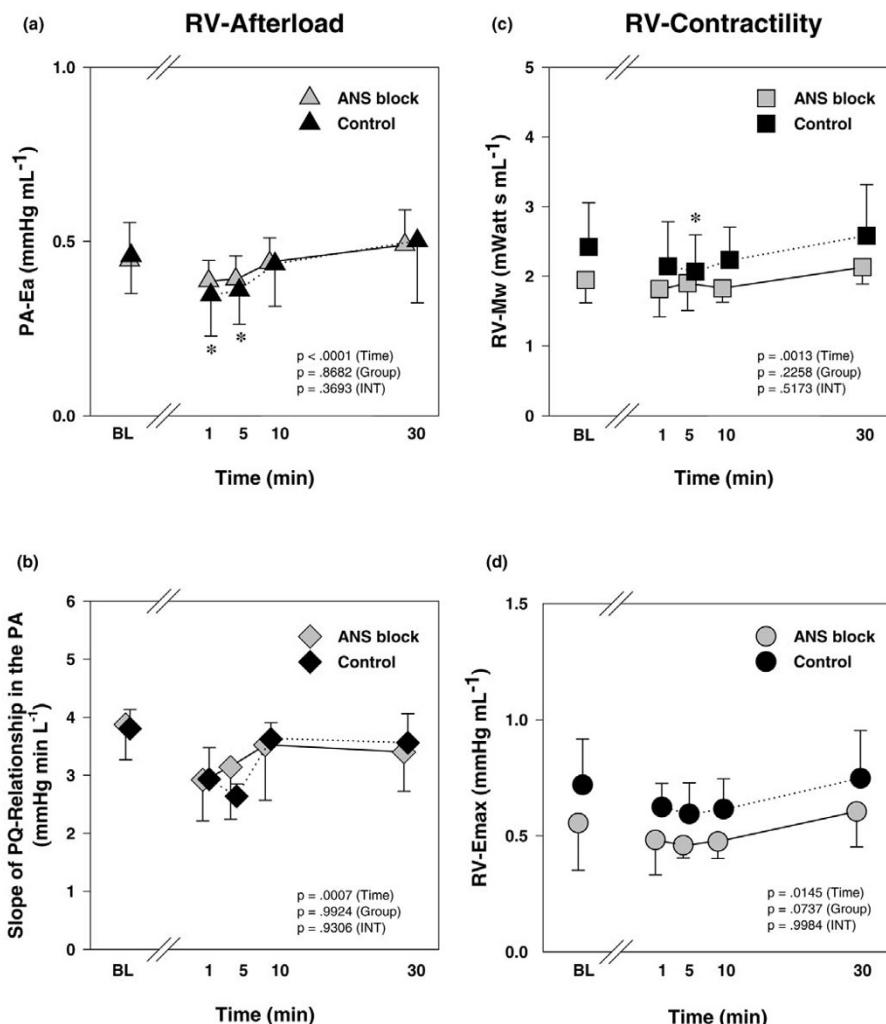 (a)
RV-Afterload
1.0
0.5
0.0
PA-Ea (mmHg mL-1)
ANS block
Control
*
*
p < .0001 (Time)
p = .8682 (Group)
p = .3693 (INT)
BL
1
5
10
30
Time (min)
(c)
RV-Contractility
5
4
3
2
1
0
RV-Mw (mWatt s mL-1)
ANS block
Control
*
p = .0013 (Time)
p = .2258 (Group)
p = .5173 (INT)
BL
1
5
10
30
Time (min)
(b)
6
5
4
3
2
1
0
Slope of PQ-Relationship in the PA
(mmHg min L-1)
ANS block
Control
p = .0007 (Time)
p = .9924 (Group)
p = .9306 (INT)
BL
1
5
10
30
Time (min)
(d)
1.5
1.0
0.5
0.0
RV-Emax (mmHg mL-1)
ANS block
Control
p = .0145 (Time)
p = .0737 (Group)
p = .9984 (INT)
BL
1
5
10
30
Time (min)